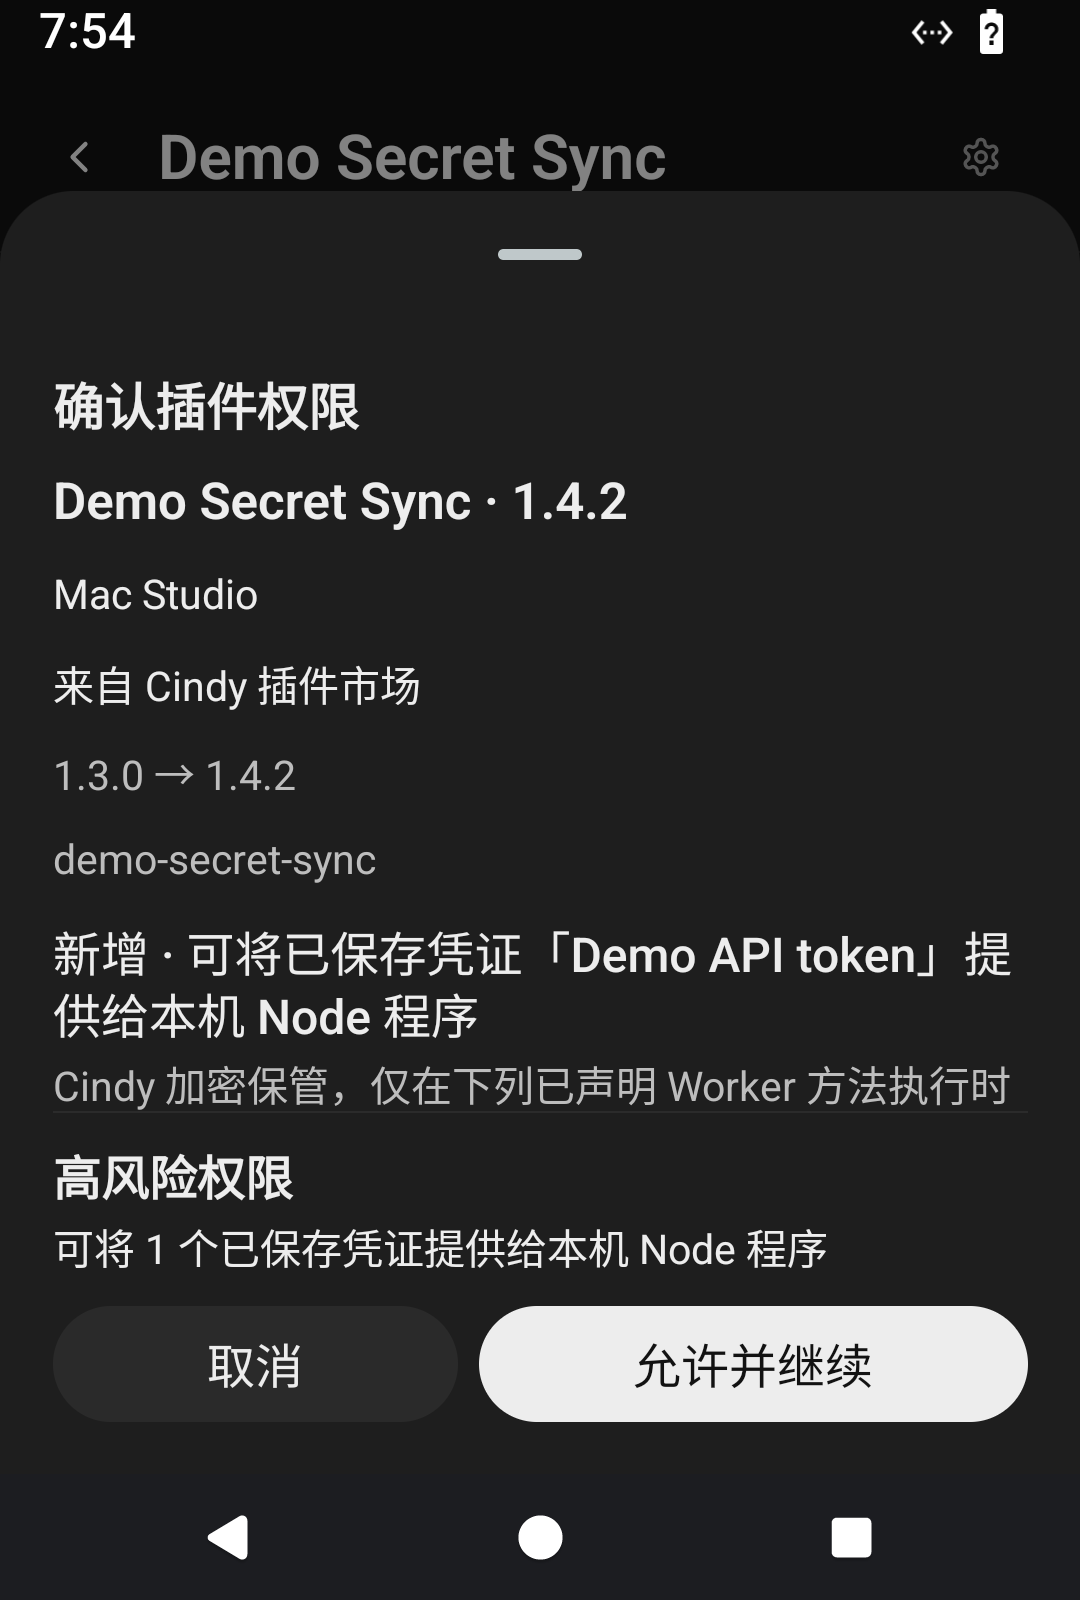 7:54
Demo Secret Sync
确认插件权限
Demo Secret Sync · 1.4.2
Mac Studio
来自 Cindy 插件市场
1.3.0 → 1.4.2
demo-secret-sync
新增 · 可将已保存凭证「Demo API token」提
供给本机 Node 程序
Cindy 加密保管，仅在下列已声明 Worker 方法执行时
高风险权限
可将 1 个已保存凭证提供给本机 Node 程序
取消
允许并继续